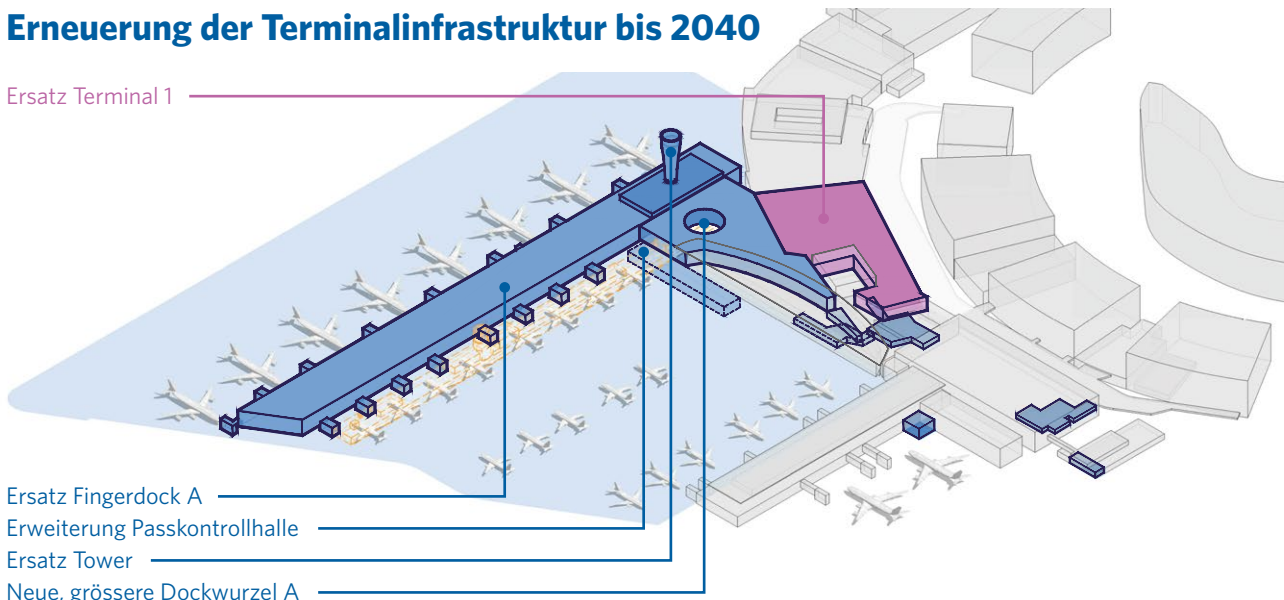 Erneuerung der Terminalinfrastruktur bis 2040
Ersatz Terminal 1
Ersatz Fingerdock A
Erweiterung Passkontrollhalle
Ersatz Tower
Neue, grössere Dockwurzel A